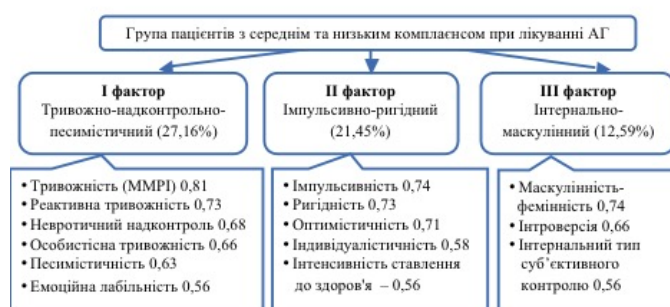 Група пацієнтів з середнім та низьким комплаєнсом при лікуванні АГ
I фактор
Тривожно-надконтрольно-
песимістичний (27,16%)
II фактор
Імпульсивно-ригідний
(21,45%)
III фактор
Інтернально-
маскулінний (12,59%)
• Тривожність (MMPI) 0,81
• Реактивна тривожність 0,73
• Невротичний надконтроль 0,68
• Особистісна тривожність 0,66
• Песимістичність 0,63
• Емоційна лабільність 0,56
• Імпульсивність 0,74
• Ригідність 0,73
• Оптимістичність 0,71
• Індивідуалістичність 0,58
• Інтенсивність ставлення
до здоров'я – 0,56
• Маскулінність-
фемінність 0,74
• Інтроверсія 0,66
• Інтернальний тип
суб’єктивного
контролю 0,56